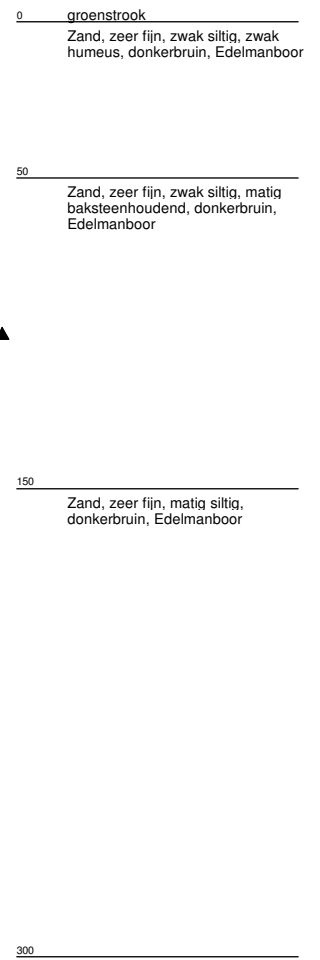 0 groenstrook
Zand, zeer fijn, zwak siltig, zwak
humeus, donkerbruin, Edelmanboor
50
Zand, zeer fijn, zwak siltig, matig
baksteenhoudend, donkerbruin,
Edelmanboor
150
Zand, zeer fijn, matig siltig,
donkerbruin, Edelmanboor
300